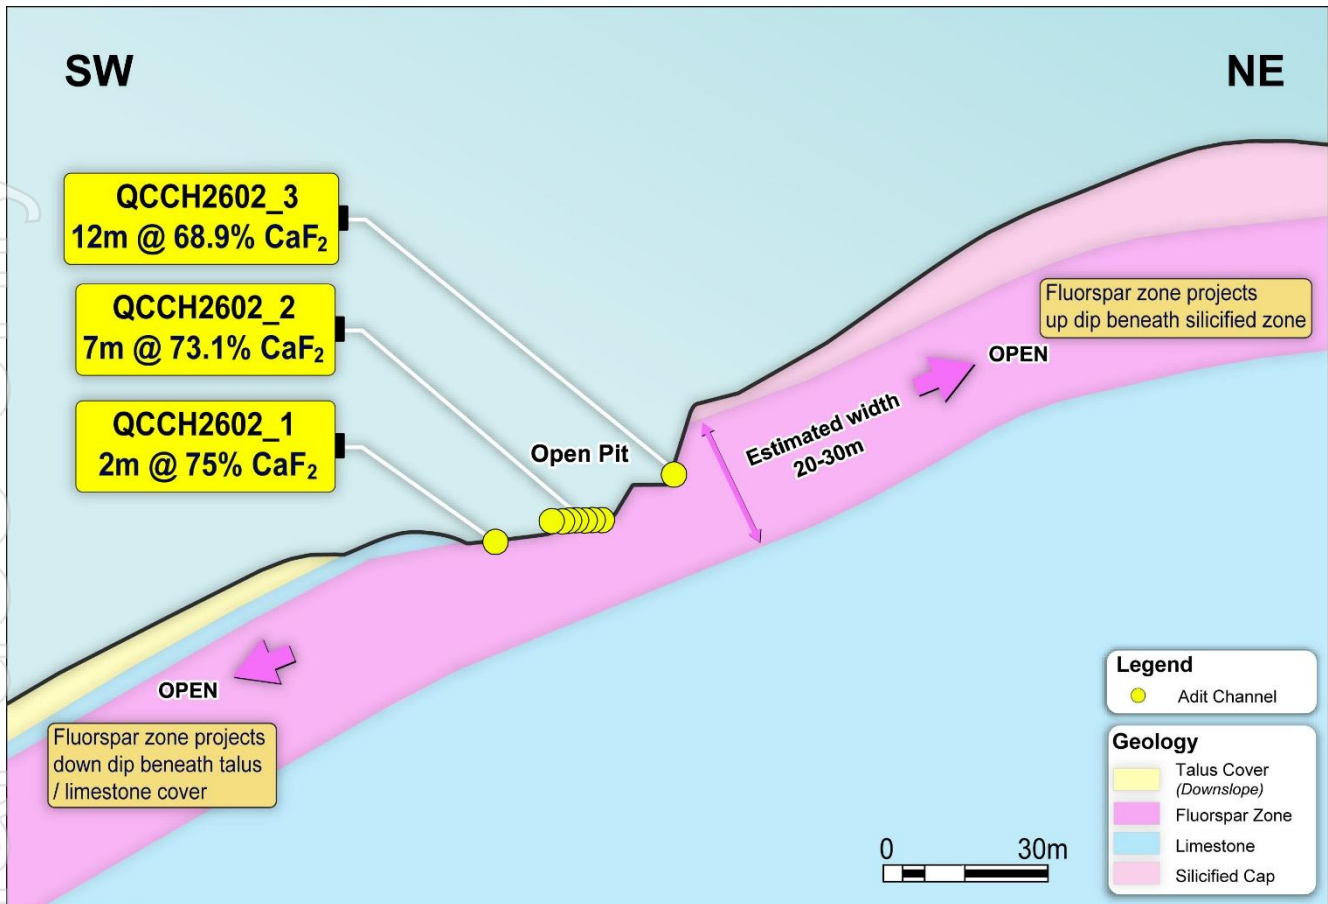 SW
NE
QCCH2602_3
12m @ 68.9% CaF₂
QCCH2602_2
7m @ 73.1% CaF₂
QCCH2602_1
2m @ 75% CaF₂
Open Pit
Estimated width
20-30m
Fluorspar zone projects
up dip beneath silicified zone
OPEN
OPEN
Fluorspar zone projects
down dip beneath talus
/ limestone cover
0 30m
Legend
Adit Channel
Geology
Talus Cover
(Downslope)
Fluorspar Zone
Limestone
Silicified Cap